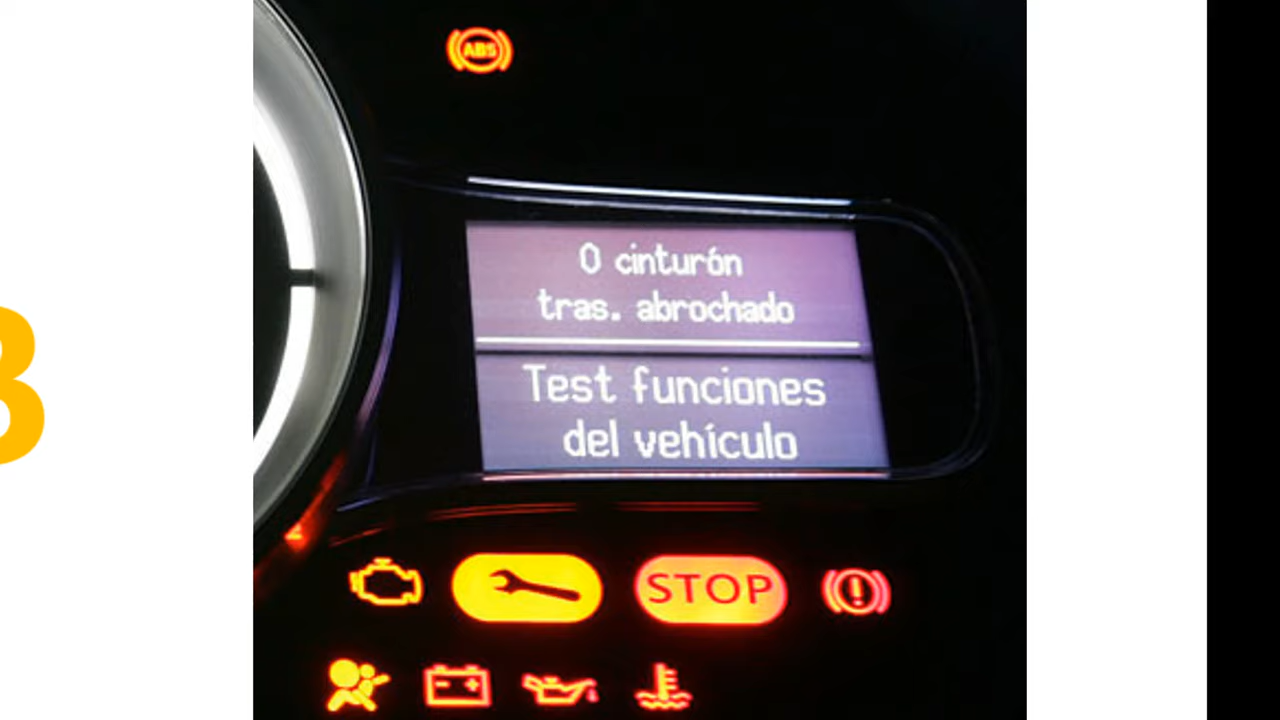 ABS
0 cinturón
tras. abrochado
Test funciones
del vehículo
STOP